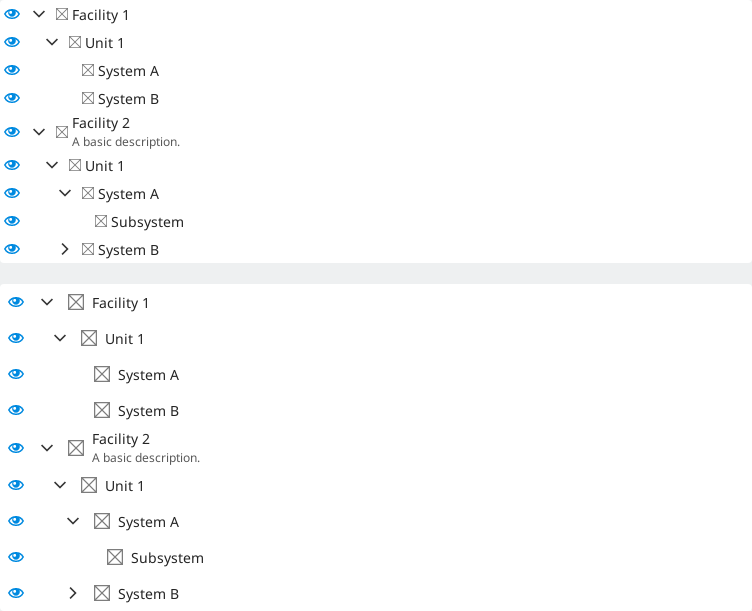 Facility 1
Unit 1
System A
System B
Facility 2
A basic description.
Unit 1
System A
Subsystem
System B
Facility 1
Unit 1
System A
System B
Facility 2
A basic description.
Unit 1
System A
Subsystem
System B